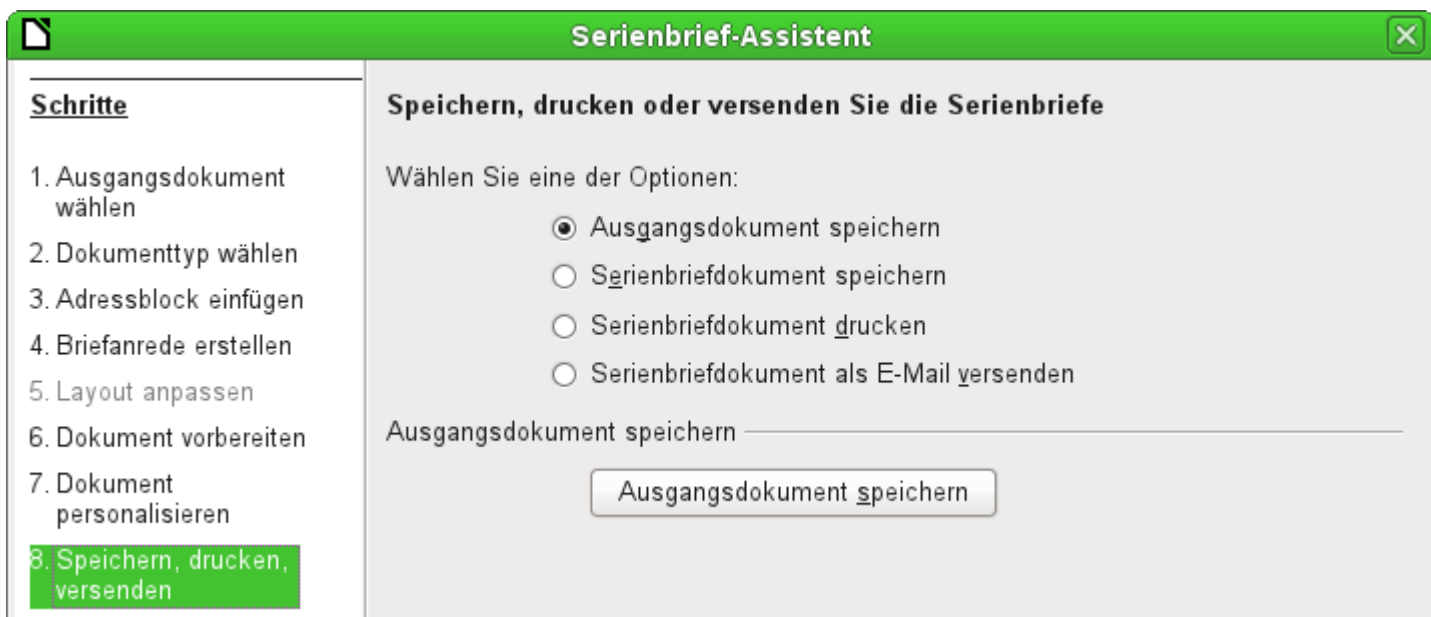 Serienbrief-Assistent
Schritte
1. Ausgangsdokument
wählen
2. Dokumenttyp wählen
3. Adressblock einfügen
4. Briefanrede erstellen
5. Layout anpassen
6. Dokument vorbereiten
7. Dokument
personalisieren
8. Speichern, drucken,
versenden
Speichern, drucken oder versenden Sie die Serienbriefe
Wählen Sie eine der Optionen:
Ausgangsdokument speichern
Serienbriefdokument speichern
Serienbriefdokument drucken
Serienbriefdokument als E-Mail versenden
Ausgangsdokument speichern
Ausgangsdokument speichern